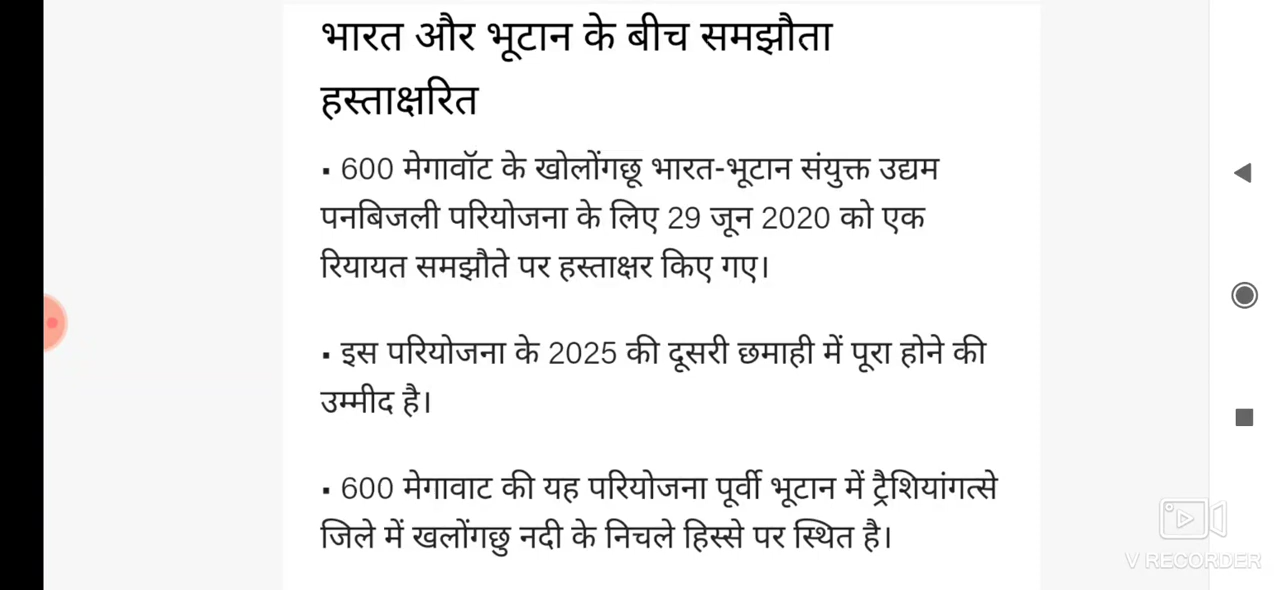 भारत और भूटान के बीच समझौता
हस्ताक्षरित
▪ 600 मेगावॉट के खोलोंगछू भारत-भूटान संयुक्त उद्यम
पनबिजली परियोजना के लिए 29 जून 2020 को एक
रियायत समझौते पर हस्ताक्षर किए गए।
▪ इस परियोजना के 2025 की दूसरी छमाही में पूरा होने की
उम्मीद है।
▪ 600 मेगावाट की यह परियोजना पूर्वी भूटान में ट्रैशियांगत्से
जिले में खलोंगछु नदी के निचले हिस्से पर स्थित है।
V RECORDER